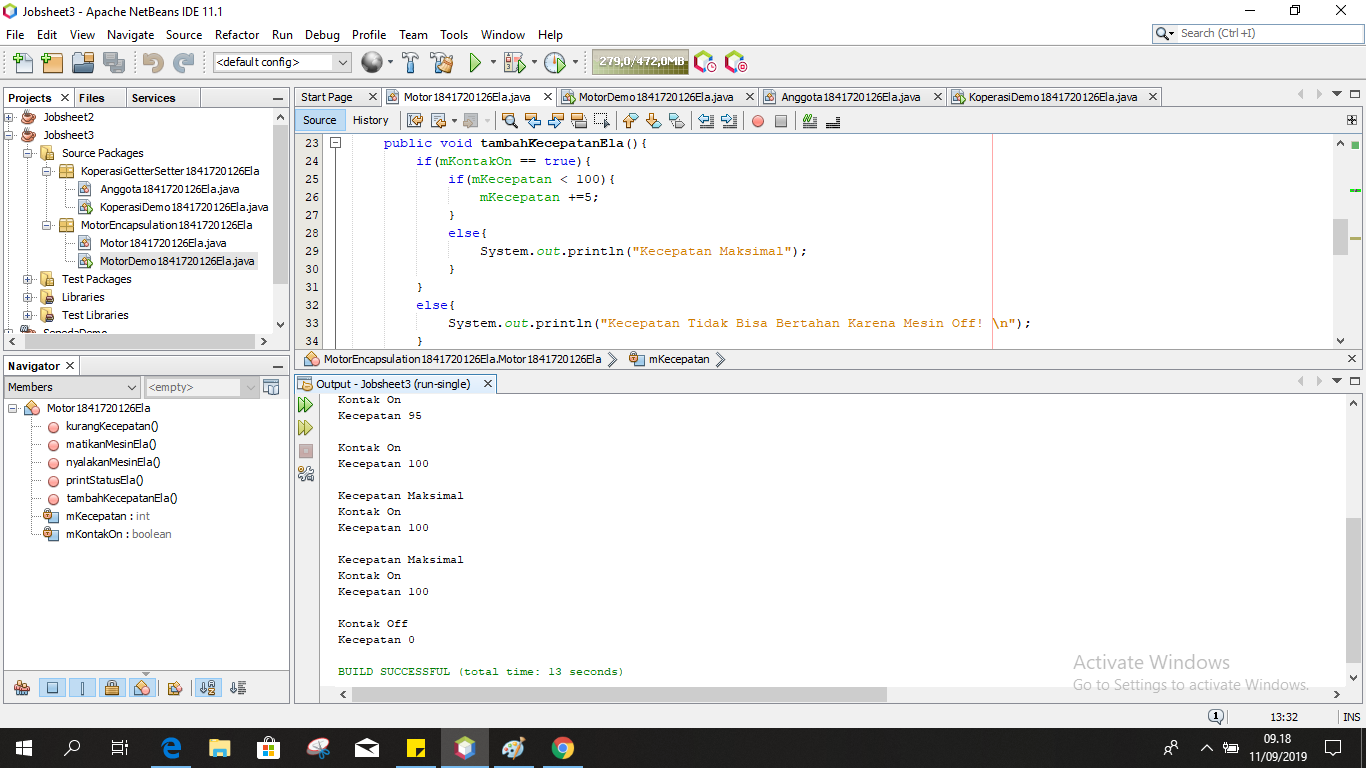 Jobsheet3 - Apache NetBeans IDE 11.1
File Edit View Navigate Source Refactor Run Debug Profile Team Tools Window Help
Search (Ctrl+I)
<default config>
279,0/472,0MB
Projects Files Services
Jobsheet2
Jobsheet3
Source Packages
KoperasiGetterSetter1841720126Ela
Anggota1841720126Ela.java
KoperasiDemo1841720126Ela.java
MotorEncapsulation1841720126Ela
Motor1841720126Ela.java
MotorDemo1841720126Ela.java
Test Packages
Libraries
Test Libraries
SepedaDemo
Start Page Motor1841720126Ela.java MotorDemo1841720126Ela.java Anggota1841720126Ela.java KoperasiDemo1841720126Ela.java
Source History
23 public void tambahKecepatanEla(){
24 if(mKontakOn == true){
25 if(mKecepatan < 100){
26 mKecepatan +=5;
27 }
28 else{
29 System.out.println("Kecepatan Maksimal");
30 }
31 }
32 else{
33 System.out.println("Kecepatan Tidak Bisa Bertahan Karena Mesin Off! \n");
34 }
MotorEncapsulation1841720126Ela.Motor1841720126Ela mKecepatan
Navigator
Members <empty>
Motor1841720126Ela
kurangKecepatan()
matikanMesinEla()
nyalakanMesinEla()
printStatusEla()
tambahKecepatanEla()
mKecepatan : int
mKontakOn : boolean
Output - Jobsheet3 (run-single)
Kontak On
Kecepatan 95
Kontak On
Kecepatan 100
Kecepatan Maksimal
Kontak On
Kecepatan 100
Kecepatan Maksimal
Kontak On
Kecepatan 100
Kontak Off
Kecepatan 0
BUILD SUCCESSFUL (total time: 13 seconds)
Activate Windows
Go to Settings to activate Windows.
1 13:32 INS
09.18
11/09/2019